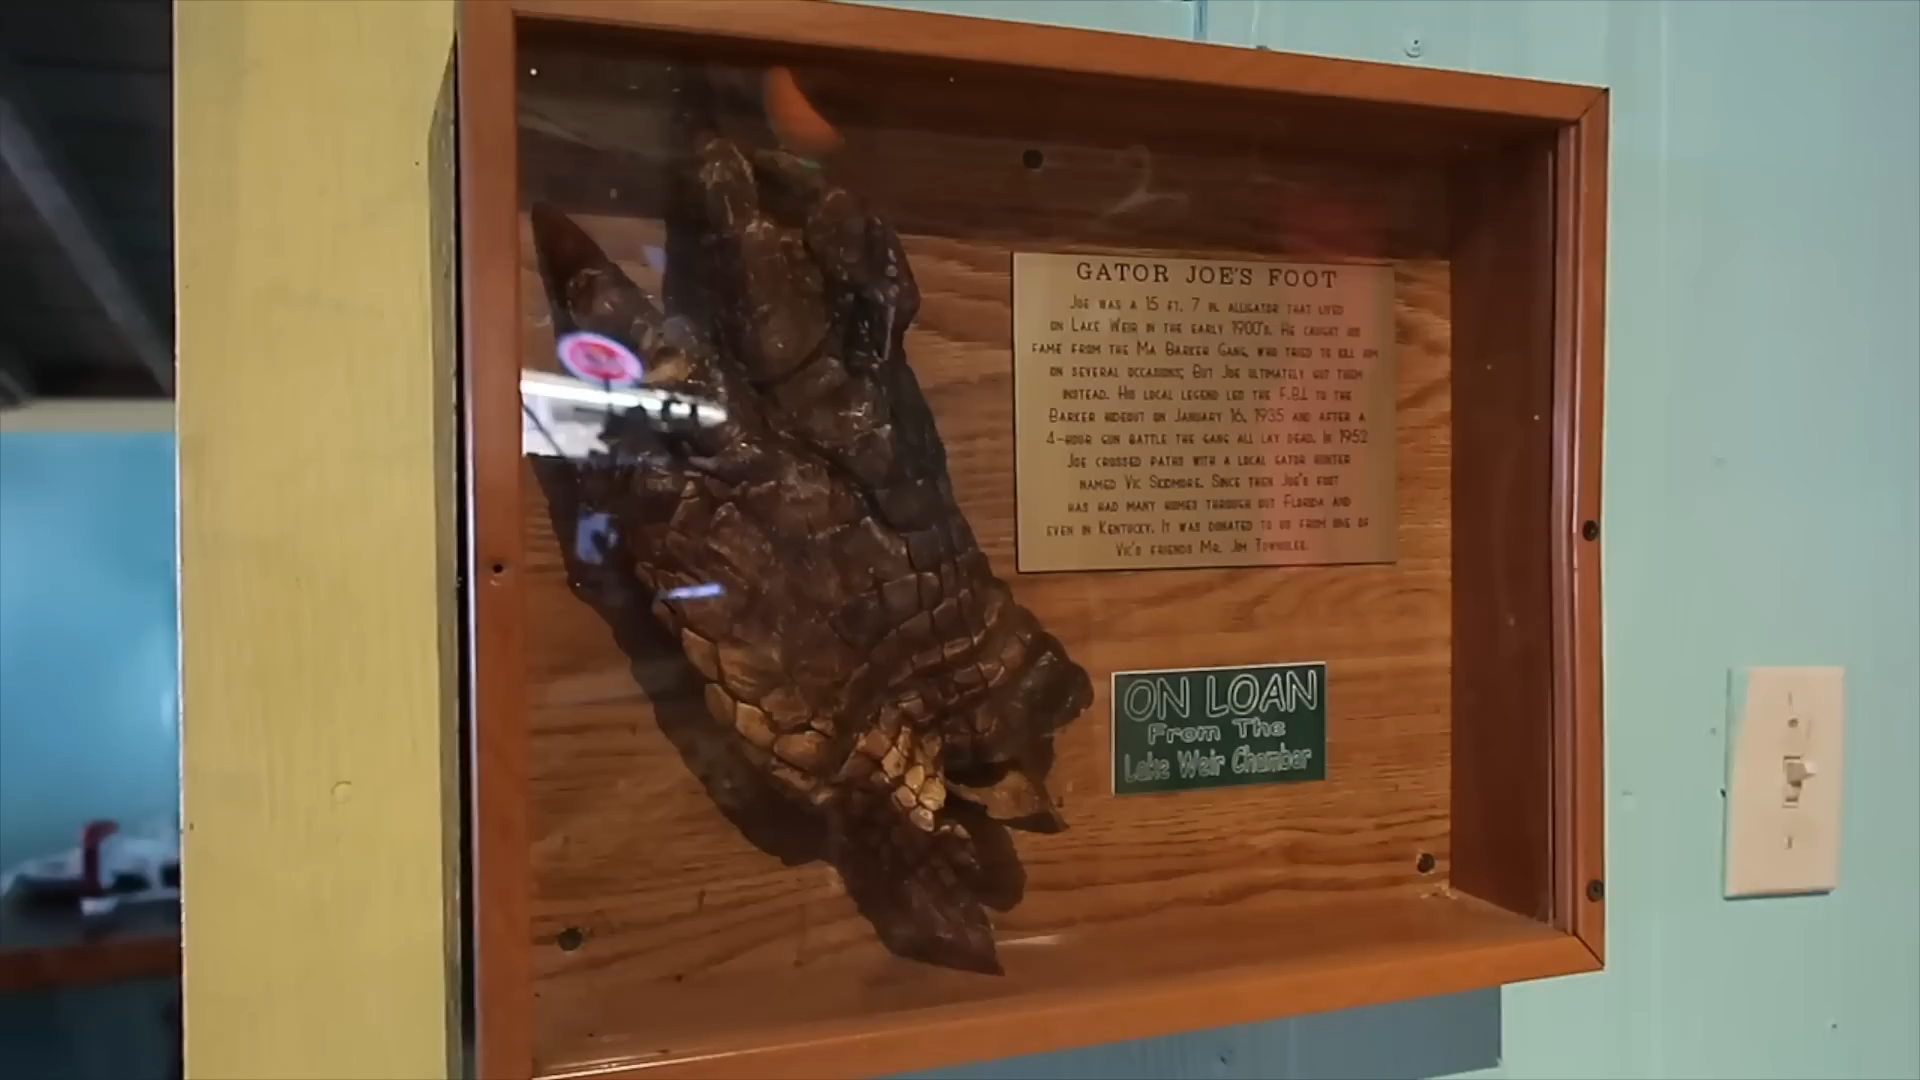 GATOR JOE'S FOOT
JOE WAS A 15 FT. 7 IN. ALLIGATOR THAT LIVED
ON LAKE WEIR IN THE EARLY 1900'S. HE CAUGHT HIS
FAME FROM THE MA BARKER GANG, WHO TRIED TO KILL HIM
ON SEVERAL OCCASIONS; BUT JOE ULTIMATELY GOT THEM
INSTEAD. HIS LOCAL LEGEND LED THE F.B.I. TO THE
BARKER HIDEOUT ON JANUARY 16, 1935 AND AFTER A
4-HOUR GUN BATTLE THE GANG ALL LAY DEAD. IN 1952
JOE CROSSED PATHS WITH A LOCAL GATOR HUNTER
NAMED VIC SKIDMORE. SINCE THEN JOE'S FOOT
HAS HAD MANY HOMES THROUGH OUT FLORIDA AND
EVEN IN KENTUCKY. IT WAS DONATED TO US FROM ONE OF
VIC'S FRIENDS MR. JIM
ON LOAN
From The
Lake Weir Chamber